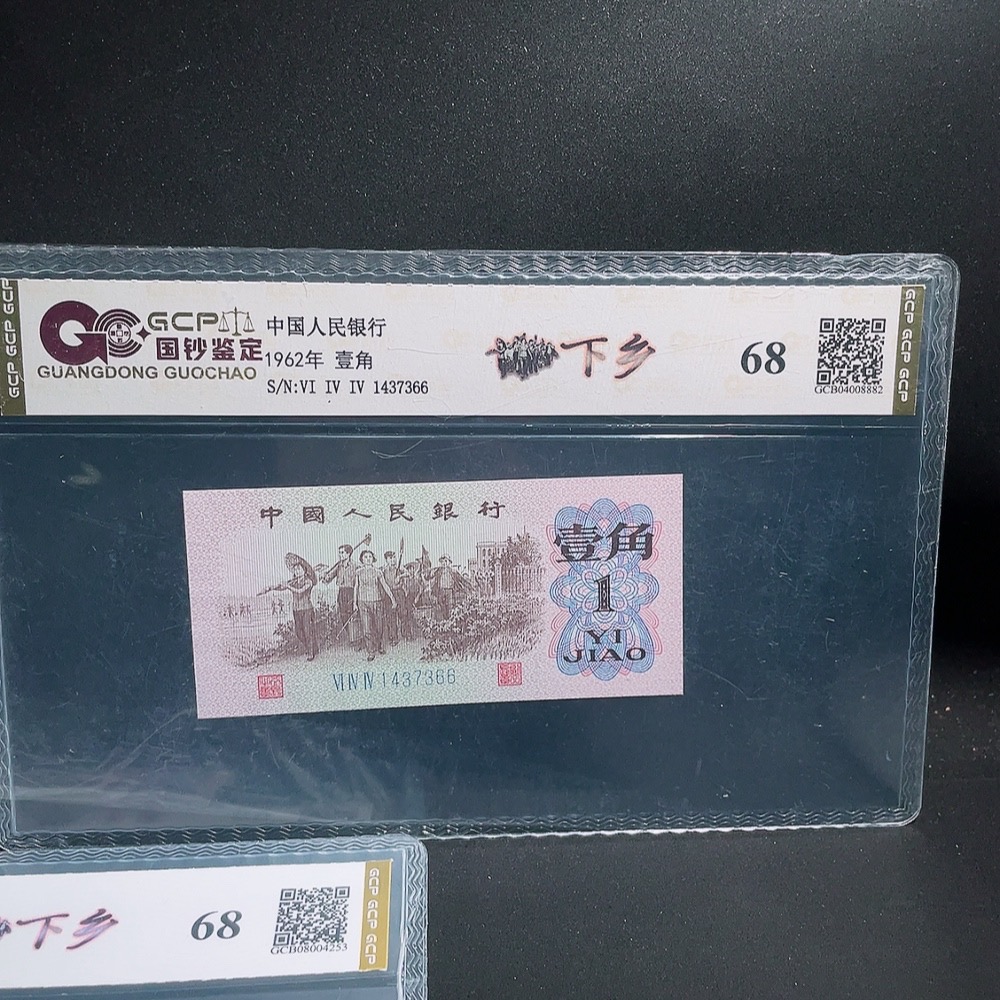 GCP GCP GCP
GCP
国钞鉴定
GUANGDONG GUOCHAO
中国人民银行
1962年 壹角
S/N:VI IV IV 1437366
下乡
68
GCB04008882
GCP GCP GCP
中國人民銀行
壹角
1
YI
JIAO
VI IV IV 1437366
下乡
68
GCB08004253
GCP GCP GCP